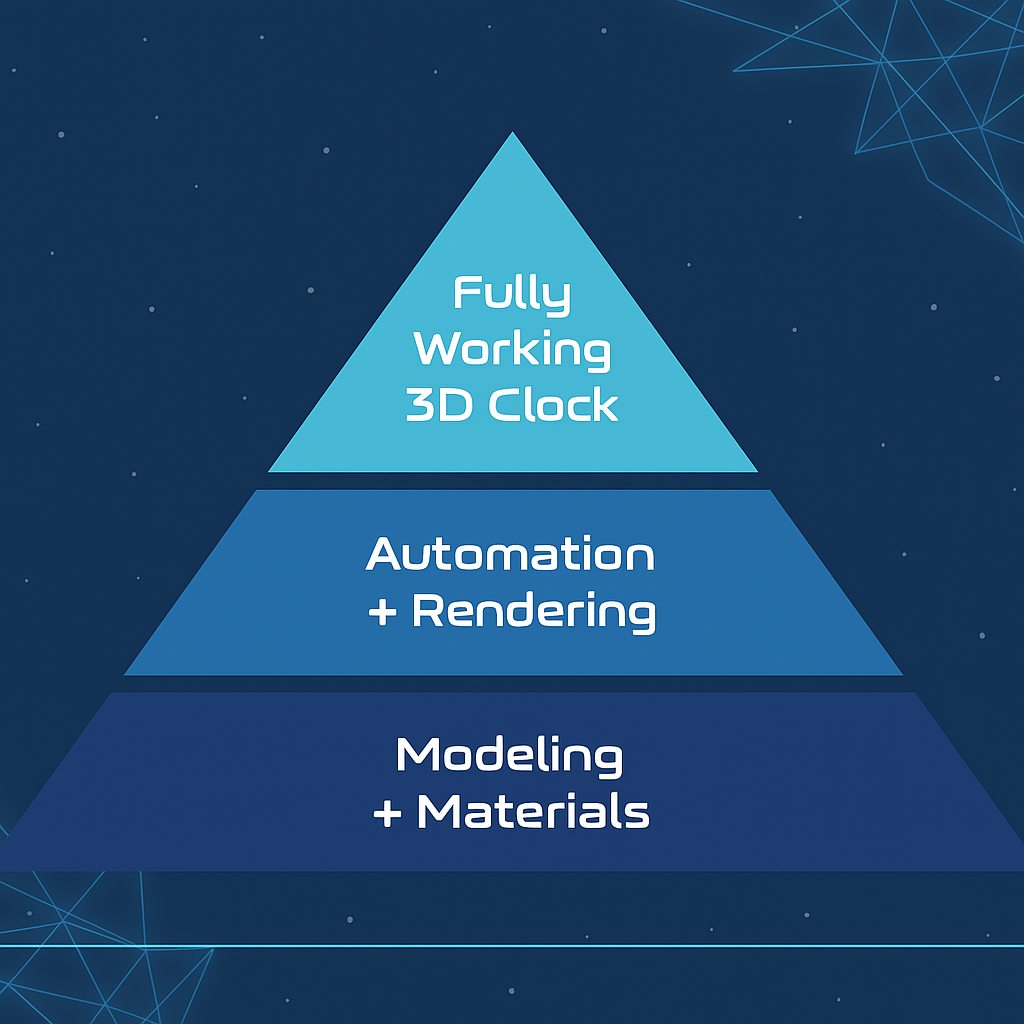 Fully
Working
3D Clock
Automation
+ Rendering
Modeling
+ Materials